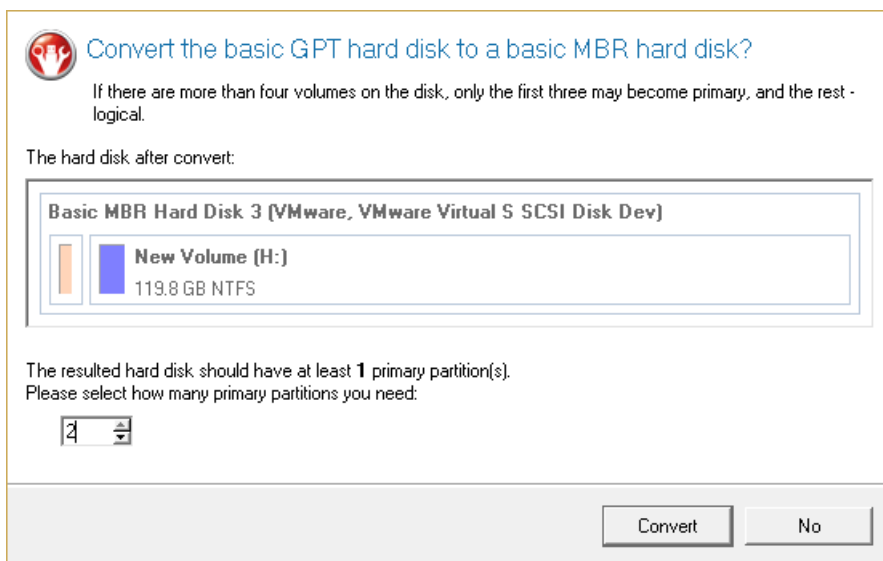 Convert the basic GPT hard disk to a basic MBR hard disk?
If there are more than four volumes on the disk, only the first three may become primary, and the rest -
logical.
The hard disk after convert:
Basic MBR Hard Disk 3 (VMware, VMware Virtual S SCSI Disk Dev)
New Volume (H:)
119.8 GB NTFS
The resulted hard disk should have at least 1 primary partition(s).
Please select how many primary partitions you need:
2
Convert
No